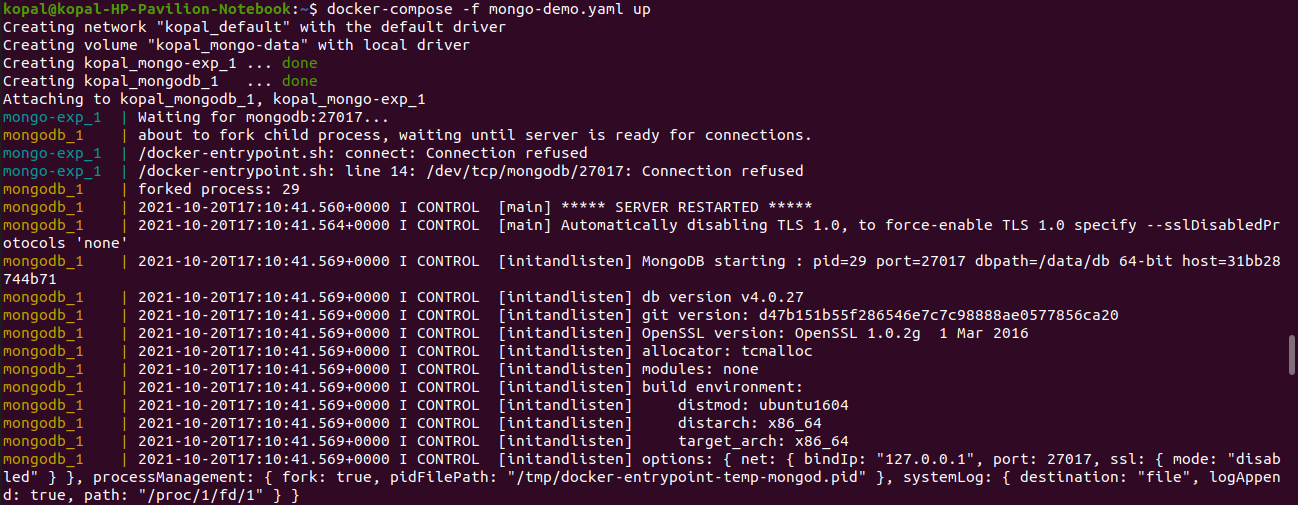 kopal@kopal-HP-Pavilion-Notebook:~$ docker-compose -f mongo-demo.yaml up
Creating network "kopal_default" with the default driver
Creating volume "kopal_mongo-data" with local driver
Creating kopal_mongo-exp_1 ... done
Creating kopal_mongodb_1   ... done
Attaching to kopal_mongodb_1, kopal_mongo-exp_1
mongo-exp_1  | Waiting for mongodb:27017...
mongodb_1    | about to fork child process, waiting until server is ready for connections.
mongo-exp_1  | /docker-entrypoint.sh: connect: Connection refused
mongo-exp_1  | /docker-entrypoint.sh: line 14: /dev/tcp/mongodb/27017: Connection refused
mongodb_1    | forked process: 29
mongodb_1    | 2021-10-20T17:10:41.560+0000 I CONTROL  [main] ***** SERVER RESTARTED *****
mongodb_1    | 2021-10-20T17:10:41.564+0000 I CONTROL  [main] Automatically disabling TLS 1.0, to force-enable TLS 1.0 specify --sslDisabledPr
otocols 'none'
mongodb_1    | 2021-10-20T17:10:41.569+0000 I CONTROL  [initandlisten] MongoDB starting : pid=29 port=27017 dbpath=/data/db 64-bit host=31bb28
744b71
mongodb_1    | 2021-10-20T17:10:41.569+0000 I CONTROL  [initandlisten] db version v4.0.27
mongodb_1    | 2021-10-20T17:10:41.569+0000 I CONTROL  [initandlisten] git version: d47b151b55f286546e7c7c98888ae0577856ca20
mongodb_1    | 2021-10-20T17:10:41.569+0000 I CONTROL  [initandlisten] OpenSSL version: OpenSSL 1.0.2g  1 Mar 2016
mongodb_1    | 2021-10-20T17:10:41.569+0000 I CONTROL  [initandlisten] allocator: tcmalloc
mongodb_1    | 2021-10-20T17:10:41.569+0000 I CONTROL  [initandlisten] modules: none
mongodb_1    | 2021-10-20T17:10:41.569+0000 I CONTROL  [initandlisten] build environment:
mongodb_1    | 2021-10-20T17:10:41.569+0000 I CONTROL  [initandlisten]     distmod: ubuntu1604
mongodb_1    | 2021-10-20T17:10:41.569+0000 I CONTROL  [initandlisten]     distarch: x86_64
mongodb_1    | 2021-10-20T17:10:41.569+0000 I CONTROL  [initandlisten]     target_arch: x86_64
mongodb_1    | 2021-10-20T17:10:41.569+0000 I CONTROL  [initandlisten] options: { net: { bindIp: "127.0.0.1", port: 27017, ssl: { mode: "disab
led" } }, processManagement: { fork: true, pidFilePath: "/tmp/docker-entrypoint-temp-mongod.pid" }, systemLog: { destination: "file", logAppen
d: true, path: "/proc/1/fd/1" } }